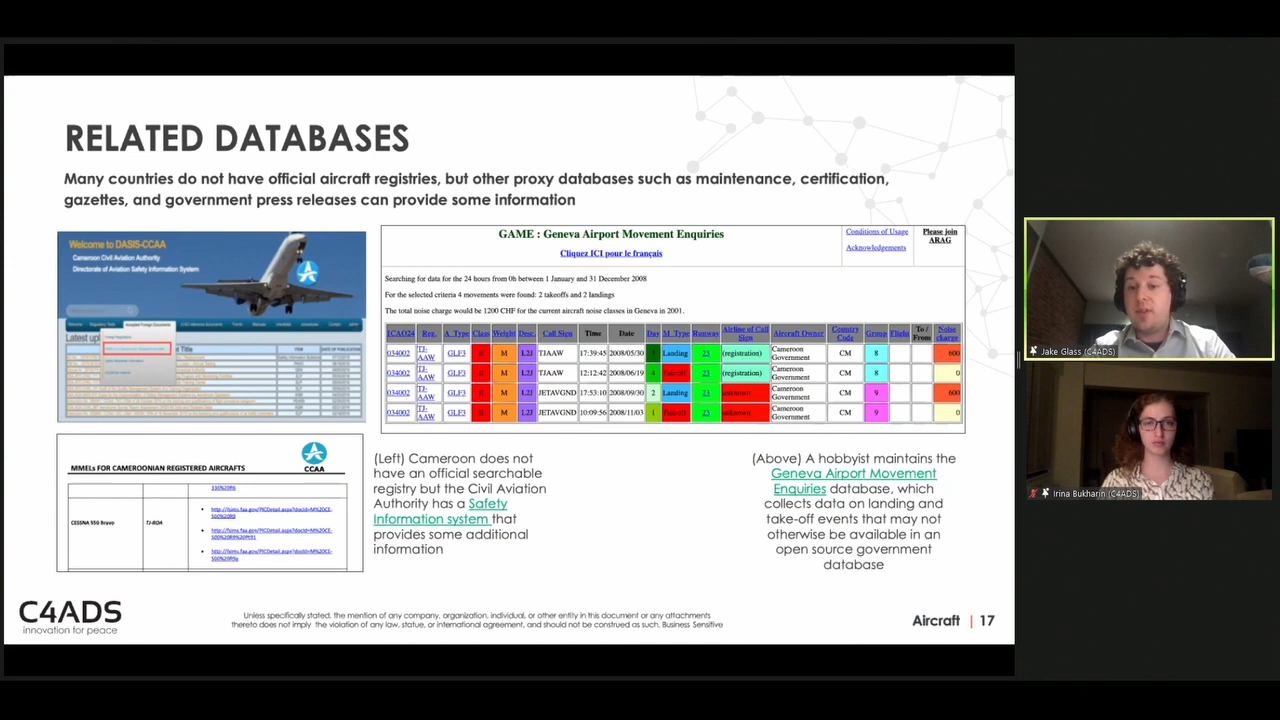 RELATED DATABASES
Many countries do not have official aircraft registries, but other proxy databases such as maintenance, certification,
gazettes, and government press releases can provide some information
Welcome to DASIS-CCAA
Cameroon Civil Aviation Authority
Directorate of Aviation Safety Information System
GAME : Geneva Airport Movement Enquiries
Cliquez ICI pour le français
Conditions of Usage
Acknowledgements
Please join
ARAG
Searching for data for the 24 hours from 0h between 1 January and 31 December 2008
For the selected criteria 4 movements were found: 2 takeoffs and 2 landings
The total noise charge would be 1200 CHF for the current aircraft noise classes in Geneva in 2001.
ICAO24 Reg. A_Type Class Weight Desc. Call Sign Time Date Day M_Type Runway Airline of Call Sign Aircraft Owner Country Code Group Flight To / From Noise charge
034002 TJ-AAW GLF3 M L2J TJAAW 17:39:45 2008/05/30 Landing 23 (registration) Cameroon Government CM 8 600
034002 TJ-AAW GLF3 M L2J TJAAW 12:12:42 2008/06/19 4 Takeoff 23 (registration) Cameroon Government CM 8 0
034002 TJ-AAW GLF3 M L2J JETAVGND 17:53:10 2008/09/30 2 Landing 23 unknown Cameroon Government CM 9 600
034002 TJ-AAW GLF3 M L2J JETAVGND 10:09:56 2008/11/03 1 Takeoff 23 unknown Cameroon Government CM 9 0
MMELs FOR CAMEROONIAN REGISTERED AIRCRAFTS
CCAA
CESSNA 550 Bravo
(Left) Cameroon does not
have an official searchable
registry but the Civil Aviation
Authority has a Safety
Information system that
provides some additional
information
(Above) A hobbyist maintains the
Geneva Airport Movement
Enquiries database, which
collects data on landing and
take-off events that may not
otherwise be available in an
open source government
database
C4ADS
innovation for peace
Unless specifically stated, the mention of any company, organization, individual, or other entity in this document or any attachments
thereto does not imply the violation of any law, statue, or international agreement, and should not be construed as such. Business Sensitive
Aircraft | 17
Jake Glass (C4ADS)
Irina Bukharin (C4ADS)